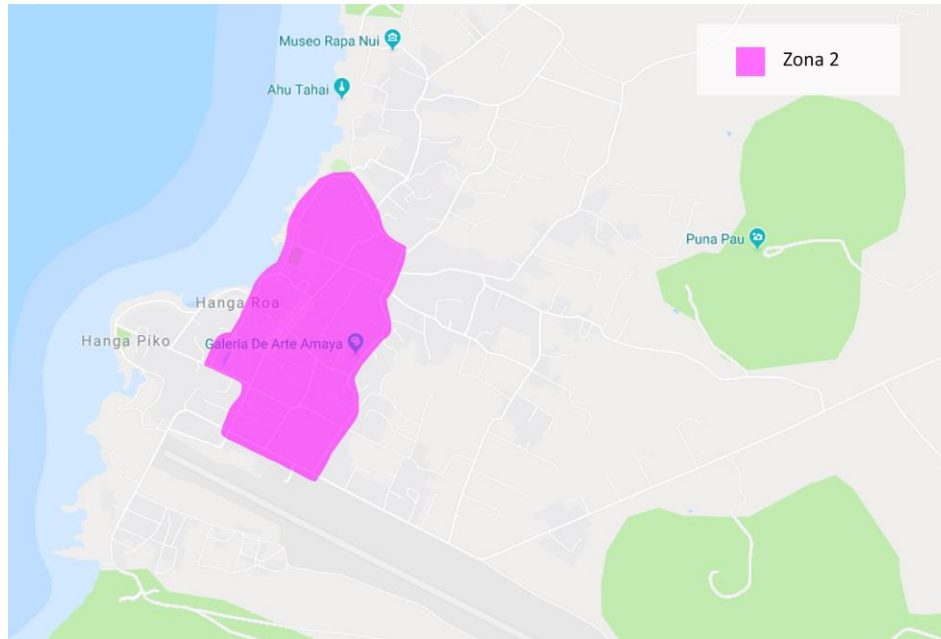 Museo Rapa Nui
Zona 2
Ahu Tahai
Puna Pau
Hanga Roa
Hanga Piko
Galería De Arte Amaya